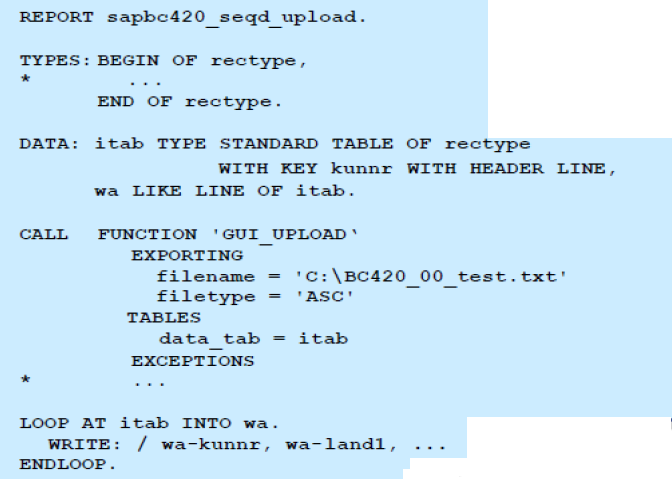 REPORT sapbc420_seqd_upload.
TYPES: BEGIN OF rectype,
* ...
END OF rectype.
DATA: itab TYPE STANDARD TABLE OF rectype
WITH KEY kunnr WITH HEADER LINE,
wa LIKE LINE OF itab.
CALL FUNCTION 'GUI_UPLOAD‵
EXPORTING
filename = 'C:\BC420_00_test.txt'
filetype = 'ASC'
TABLES
data_tab = itab
EXCEPTIONS
* ...
LOOP AT itab INTO wa.
WRITE: / wa-kunnr, wa-land1, ...
ENDLOOP.